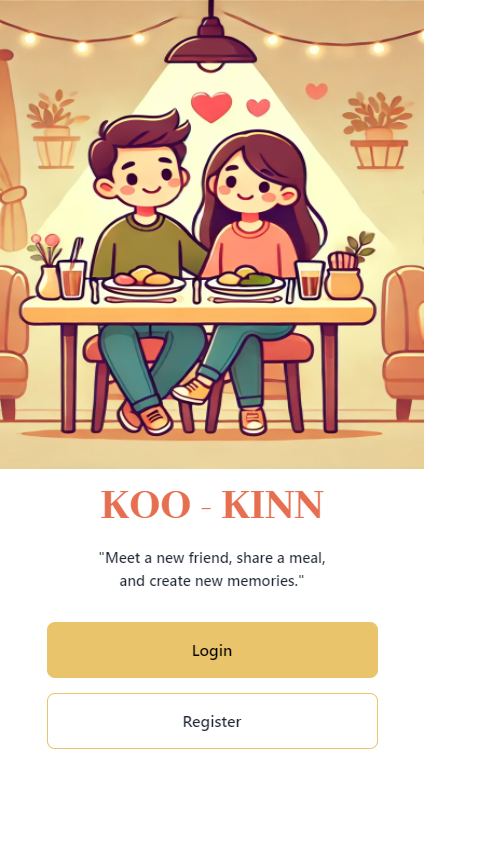 KOO - KINN
"Meet a new friend, share a meal,
and create new memories."
Login
Register